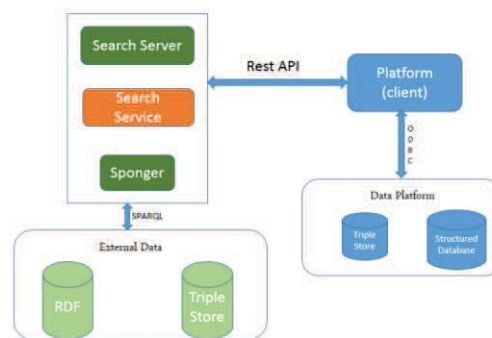 Search Server
Search
Service
Sponger
Rest API
Platform
(client)
O
D
B
C
SPARQL
Data Platform
Triple
Store
Structured
Database
External Data
RDF
Triple
Store